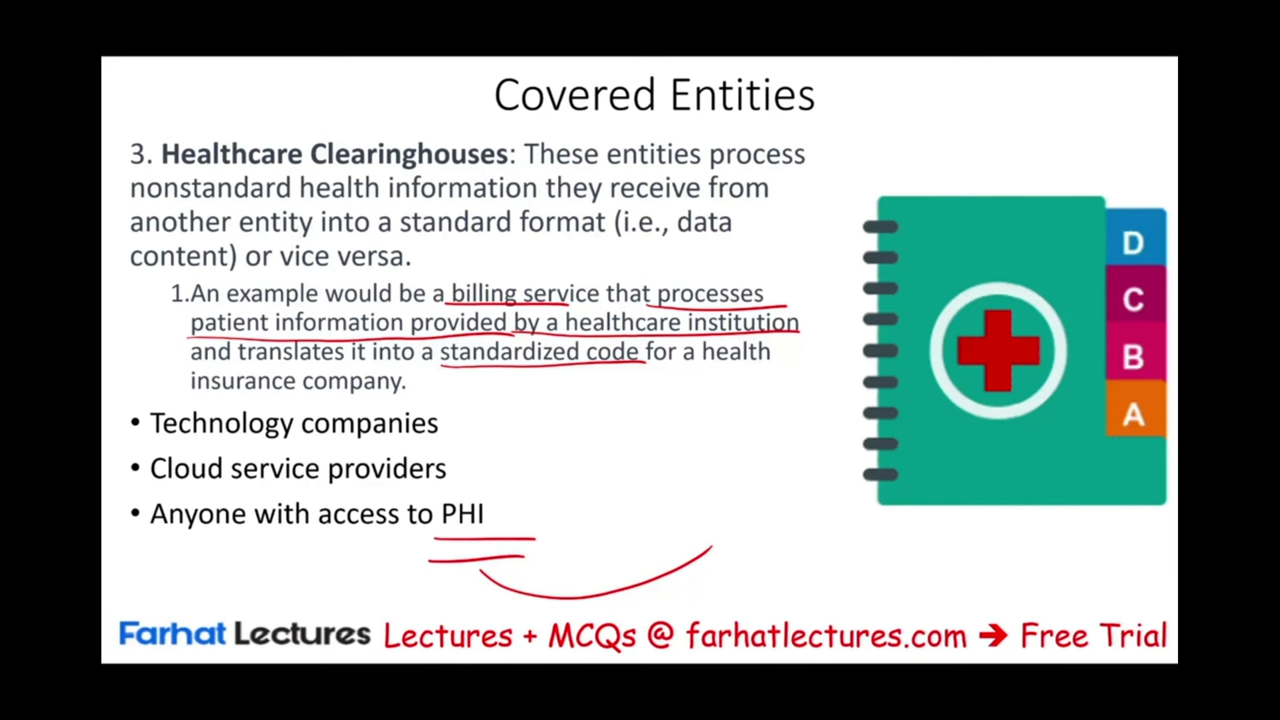 Covered Entities
3. Healthcare Clearinghouses: These entities process
nonstandard health information they receive from
another entity into a standard format (i.e., data
content) or vice versa.
1.An example would be a billing service that processes
patient information provided by a healthcare institution
and translates it into a standardized code for a health
insurance company.
• Technology companies
• Cloud service providers
• Anyone with access to PHI
D
C
B
A
Farhat Lectures Lectures + MCQs @ farhatlectures.com ➔ Free Trial